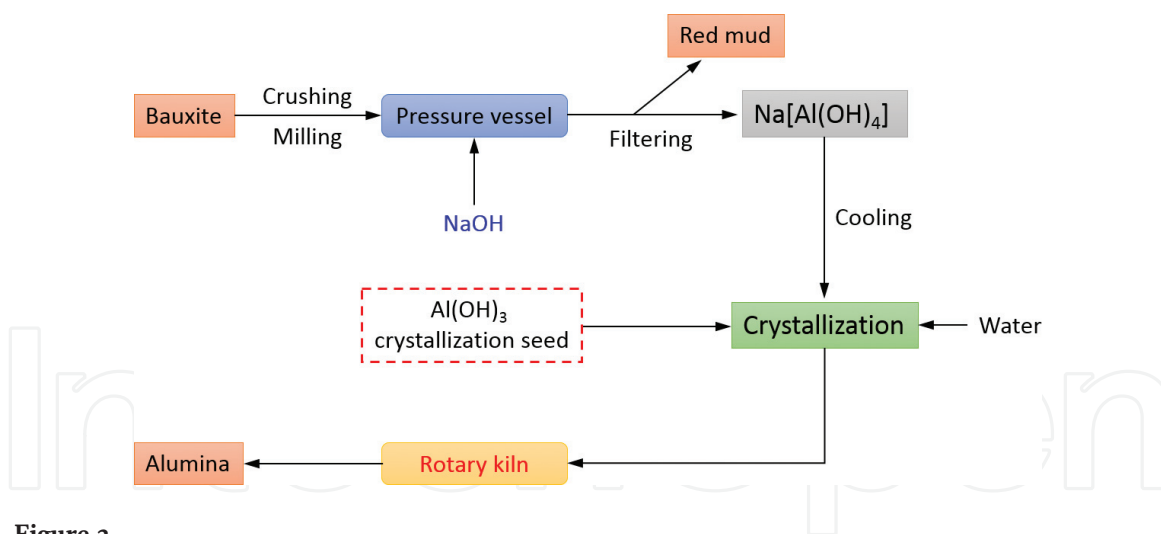 Red mud
Bauxite
Crushing
Milling
Pressure vessel
Filtering
Na[Al(OH)₄]
NaOH
Cooling
Al(OH)₃
crystallization seed
Crystallization
Water
Alumina
Rotary kiln